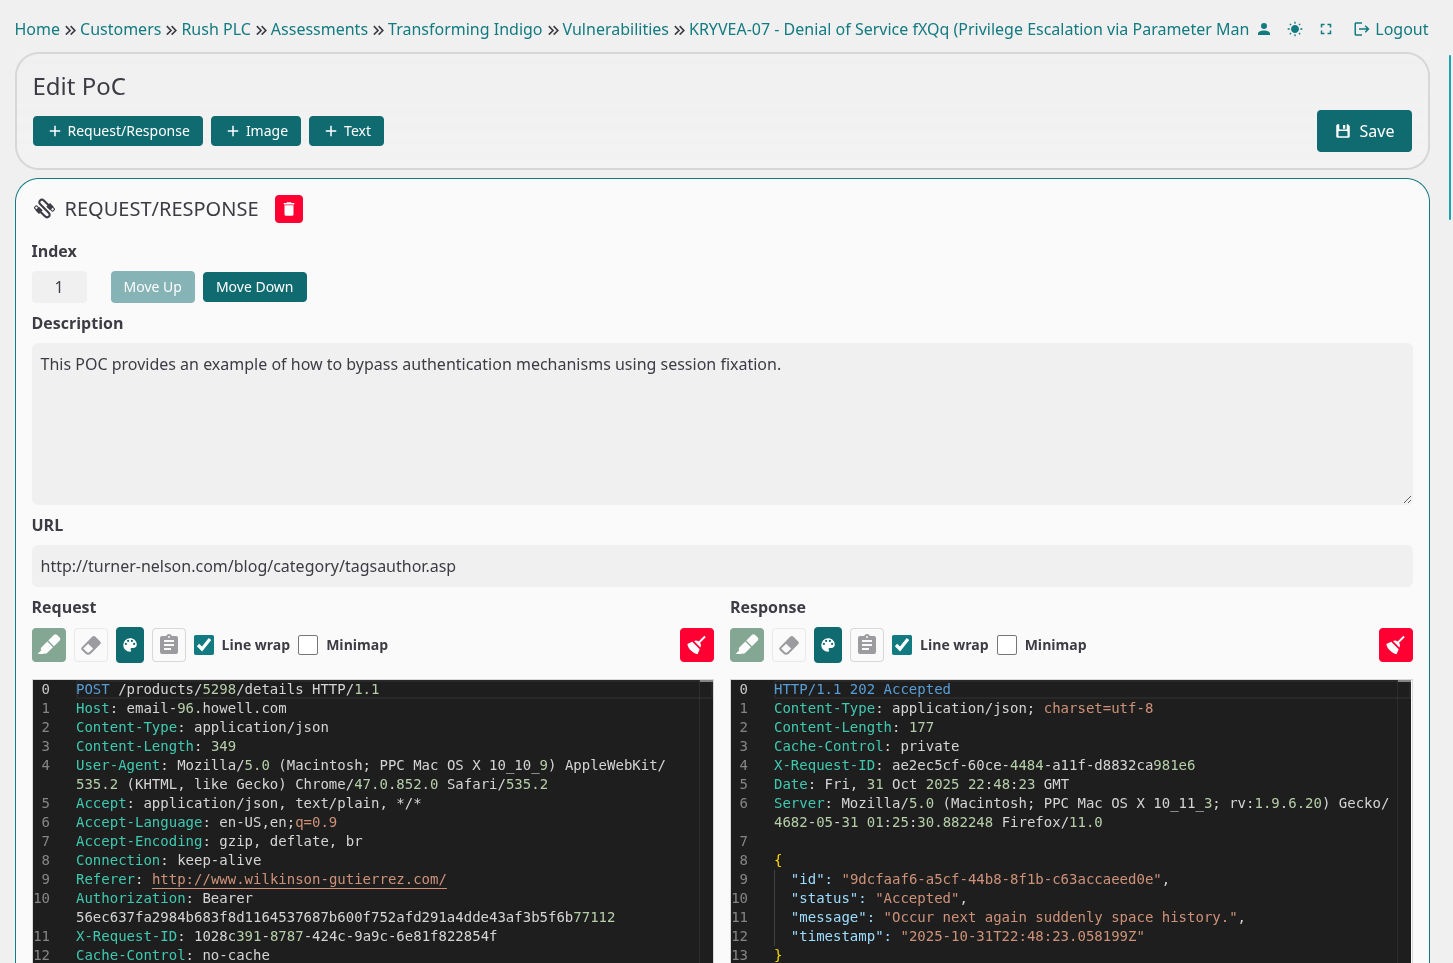 Home » Customers » Rush PLC » Assessments » Transforming Indigo » Vulnerabilities » KRYVEA-07 - Denial of Service fXQq (Privilege Escalation via Parameter Man Logout
Edit PoC
+ Request/Response + Image + Text Save
REQUEST/RESPONSE
Index
1 Move Up Move Down
Description
This POC provides an example of how to bypass authentication mechanisms using session fixation.
URL
http://turner-nelson.com/blog/category/tagsauthor.asp
Request
Line wrap Minimap
0 POST /products/5298/details HTTP/1.1
1 Host: email-96.howell.com
2 Content-Type: application/json
3 Content-Length: 349
4 User-Agent: Mozilla/5.0 (Macintosh; PPC Mac OS X 10_10_9) AppleWebKit/
535.2 (KHTML, like Gecko) Chrome/47.0.852.0 Safari/535.2
5 Accept: application/json, text/plain, */*
6 Accept-Language: en-US,en;q=0.9
7 Accept-Encoding: gzip, deflate, br
8 Connection: keep-alive
9 Referer: http://www.wilkinson-gutierrez.com/
10 Authorization: Bearer
56ec637fa2984b683f8d1164537687b600f752afd291a4dde43af3b5f6b77112
11 X-Request-ID: 1028c391-8787-424c-9a9c-6e81f822854f
12 Cache-Control: no-cache
Response
Line wrap Minimap
0 HTTP/1.1 202 Accepted
1 Content-Type: application/json; charset=utf-8
2 Content-Length: 177
3 Cache-Control: private
4 X-Request-ID: ae2ec5cf-60ce-4484-a11f-d8832ca981e6
5 Date: Fri, 31 Oct 2025 22:48:23 GMT
6 Server: Mozilla/5.0 (Macintosh; PPC Mac OS X 10_11_3; rv:1.9.6.20) Gecko/
4682-05-31 01:25:30.882248 Firefox/11.0
7
8 {
9 "id": "9dcfaaf6-a5cf-44b8-8f1b-c63accaeed0e",
10 "status": "Accepted",
11 "message": "Occur next again suddenly space history.",
12 "timestamp": "2025-10-31T22:48:23.058199Z"
13 }